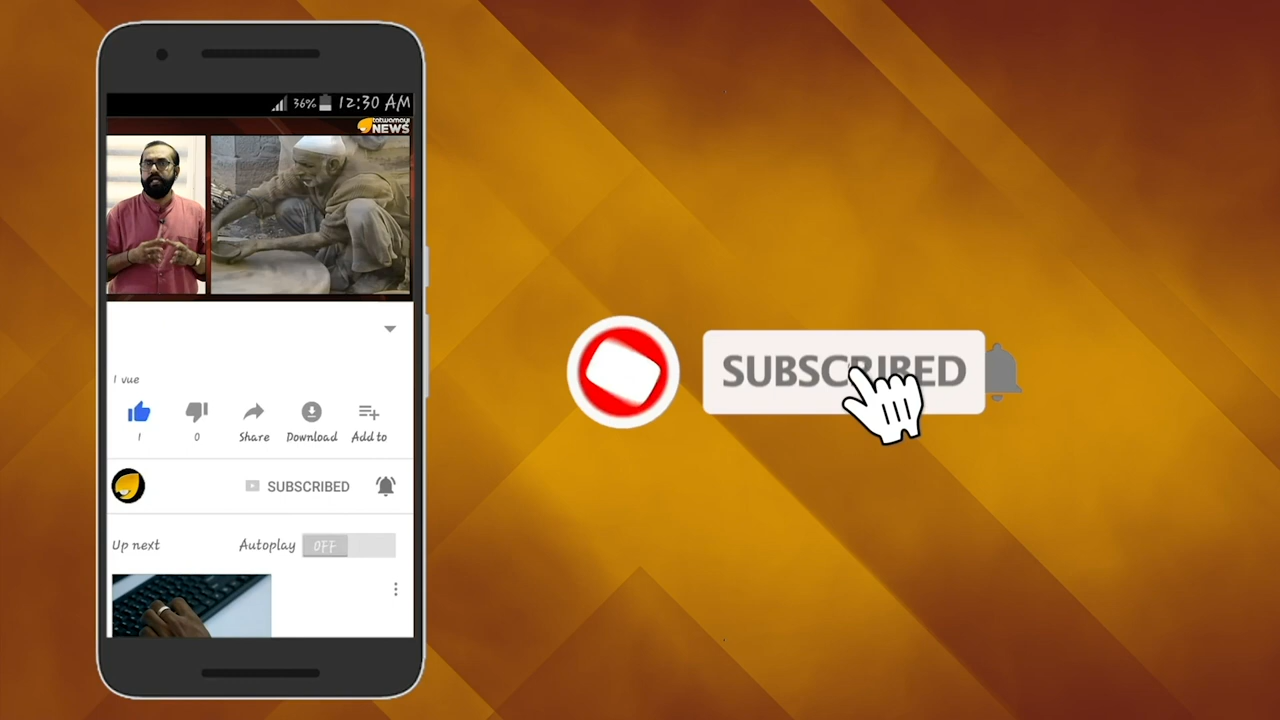 36% 12:30 AM
tatwamayi
NEWS
1 vue
1 0 Share Download Add to
SUBSCRIBED
Up next Autoplay OFF
SUBSCRIBED